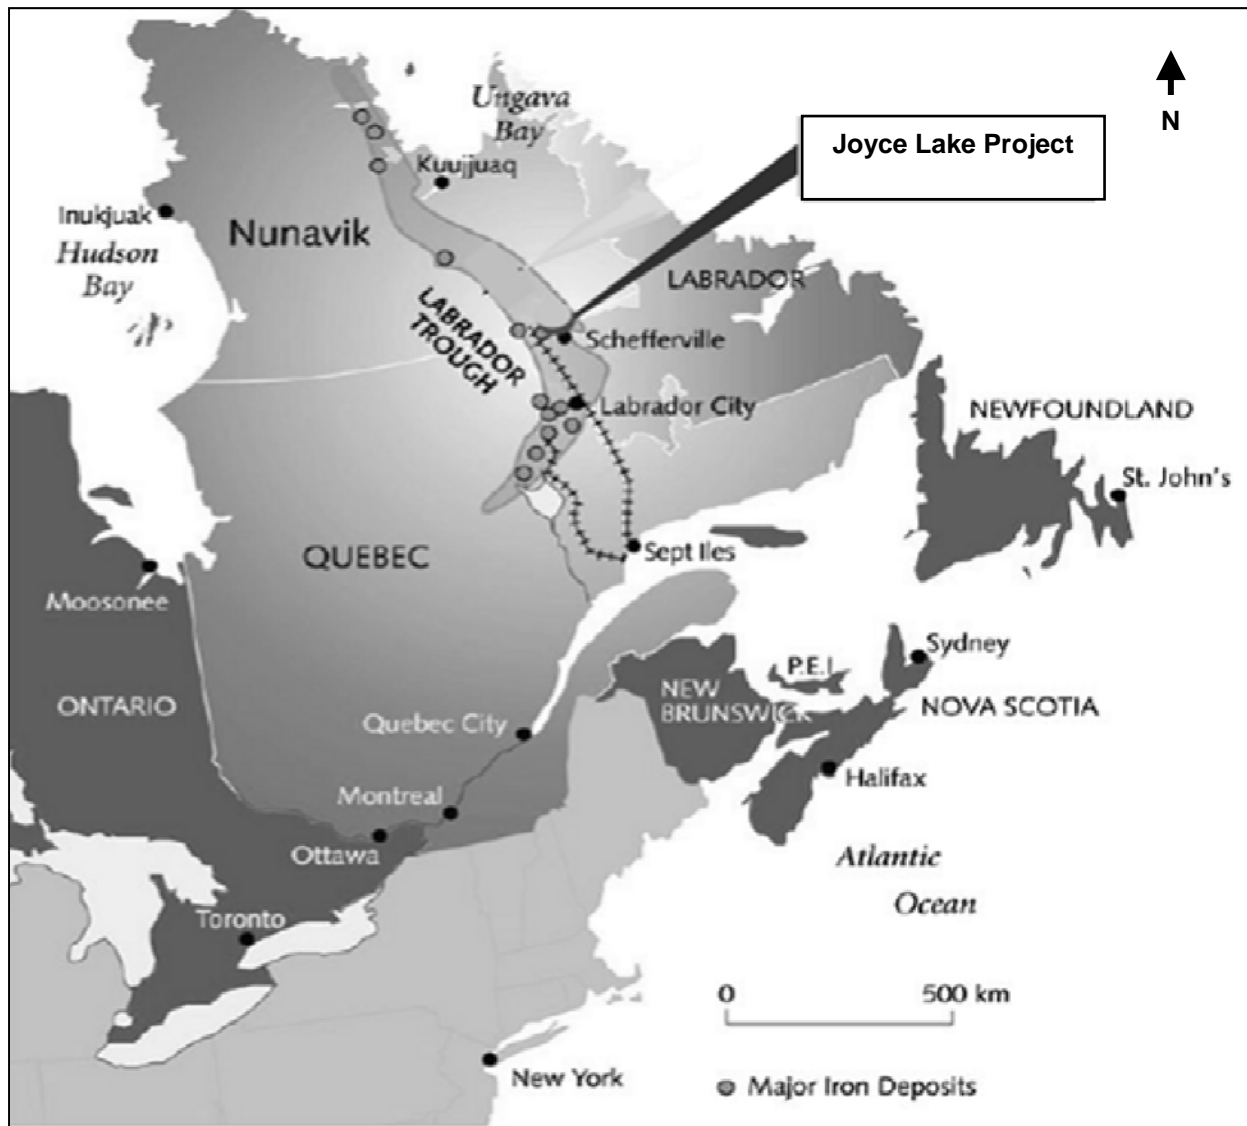 N
Ungava
Bay
Joyce Lake Project
Kuujjuaq
Inukjuak
Nunavik
Hudson
Bay
LABRADOR
LABRADOR
TROUGH
Schefferville
Labrador City
NEWFOUNDLAND
St. John's
QUEBEC
Sept Iles
Moosonee
Sydney
P.E.I.
NEW
BRUNSWICK
ONTARIO
NOVA SCOTIA
Quebec City
Halifax
Montreal
Ottawa
Atlantic
Ocean
Toronto
0 500 km
New York
Major Iron Deposits